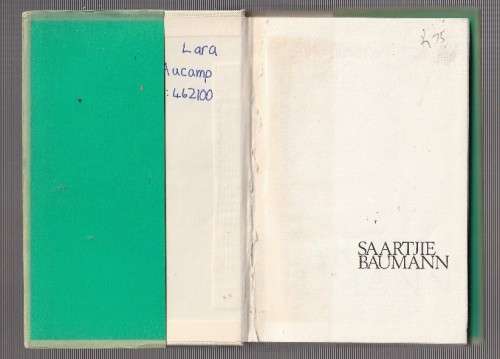 Lara
Aucamp
: 462100
SAARTJIE
BAUMANN